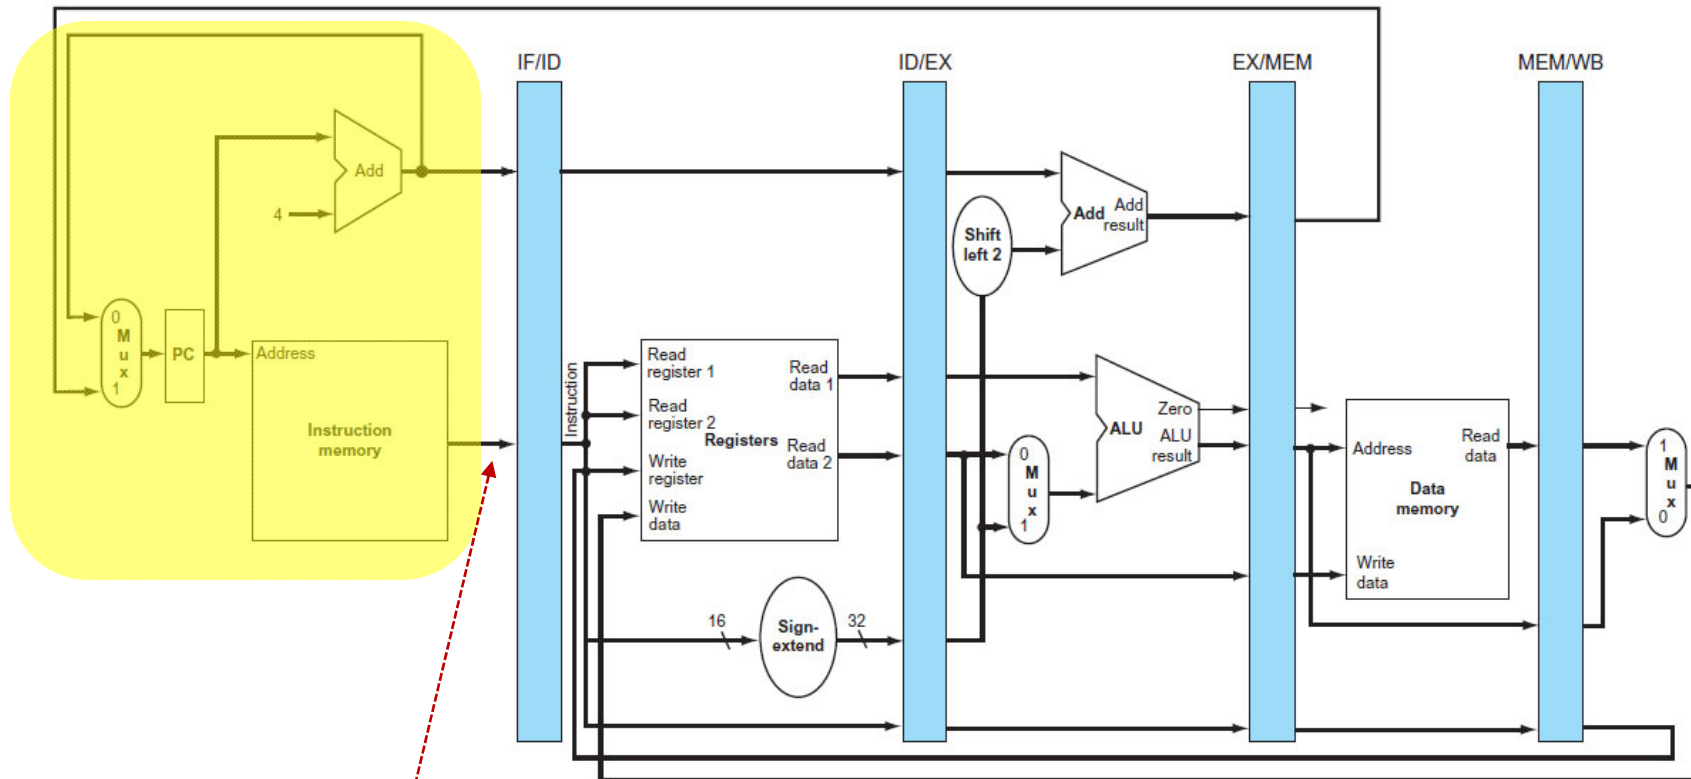 IF/ID
ID/EX
EX/MEM
MEM/WB
Add
4
Add
Add
result
Shift
left 2
0
M
u
x
1
PC
Address
Instruction
memory
Instruction
Read
register 1
Read
register 2
Write
register
Write
data
Registers
Read
data 1
Read
data 2
0
M
u
x
1
ALU
Zero
ALU
result
Address
Write
data
Data
memory
Read
data
1
M
u
x
0
16
Sign-
extend
32